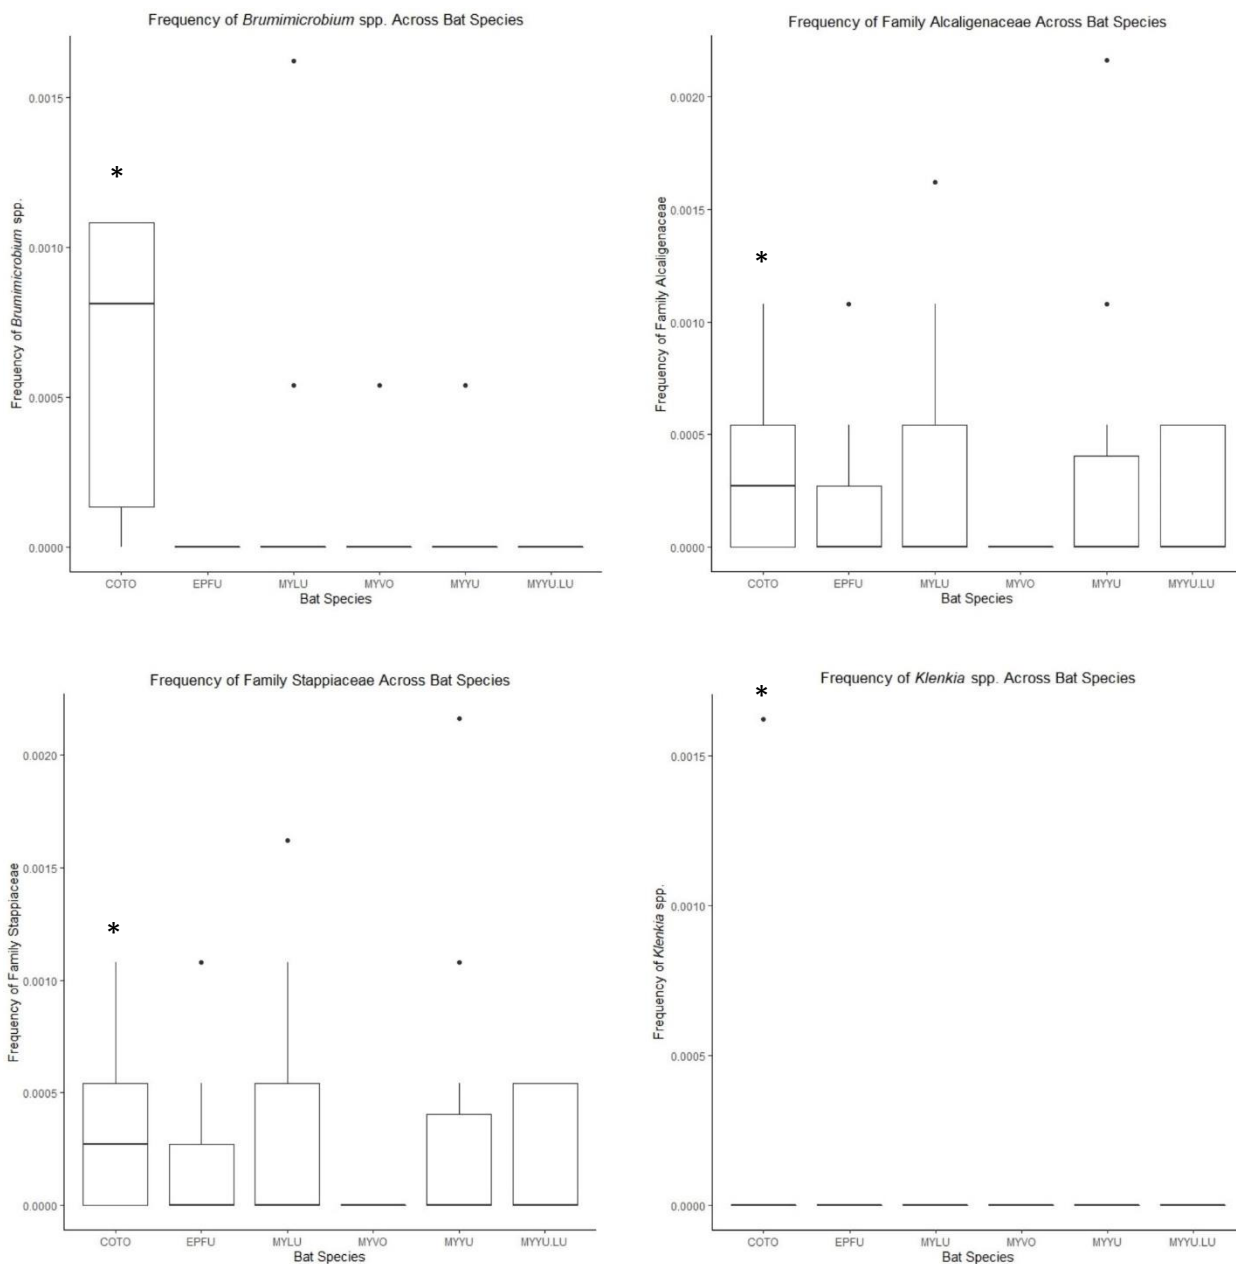 Frequency of Brumimicrobium spp. Across Bat Species
Frequency of Brumimicrobium spp.
0.0015
0.0010
0.0005
0.0000
*
COTO EPFU MYLU MYVO MYYU MYYU.LU
Bat Species
Frequency of Family Alcaligenaceae Across Bat Species
Frequency of Family Alcaligenaceae
0.0020
0.0015
0.0010
0.0005
0.0000
*
COTO EPFU MYLU MYVO MYYU MYYU.LU
Bat Species
Frequency of Family Stappiaceae Across Bat Species
Frequency of Family Stappiaceae
0.0020
0.0015
0.0010
0.0005
0.0000
*
COTO EPFU MYLU MYVO MYYU MYYU.LU
Bat Species
Frequency of Klenkia spp. Across Bat Species
Frequency of Klenkia spp.
0.0015
0.0010
0.0005
0.0000
*
COTO EPFU MYLU MYVO MYYU MYYU.LU
Bat Species